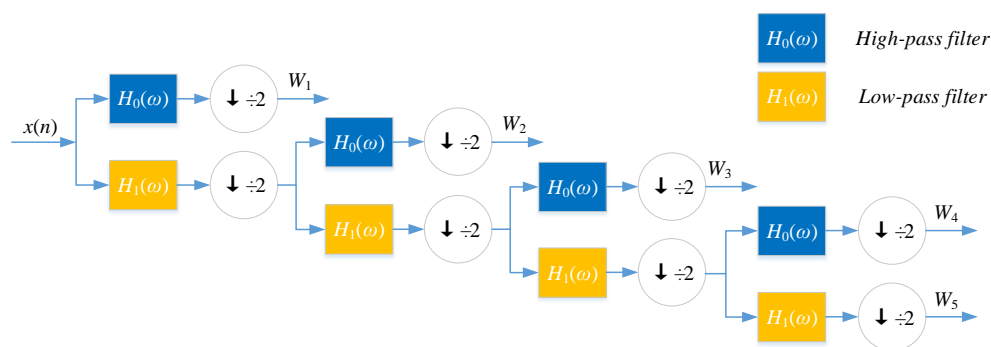 H₀(ω) High-pass filter
H₁(ω) Low-pass filter
x(n)
H₀(ω) ↓ ÷2 W₁
H₁(ω) ↓ ÷2
H₀(ω) ↓ ÷2 W₂
H₁(ω) ↓ ÷2
H₀(ω) ↓ ÷2 W₃
H₁(ω) ↓ ÷2
H₀(ω) ↓ ÷2 W₄
H₁(ω) ↓ ÷2 W₅